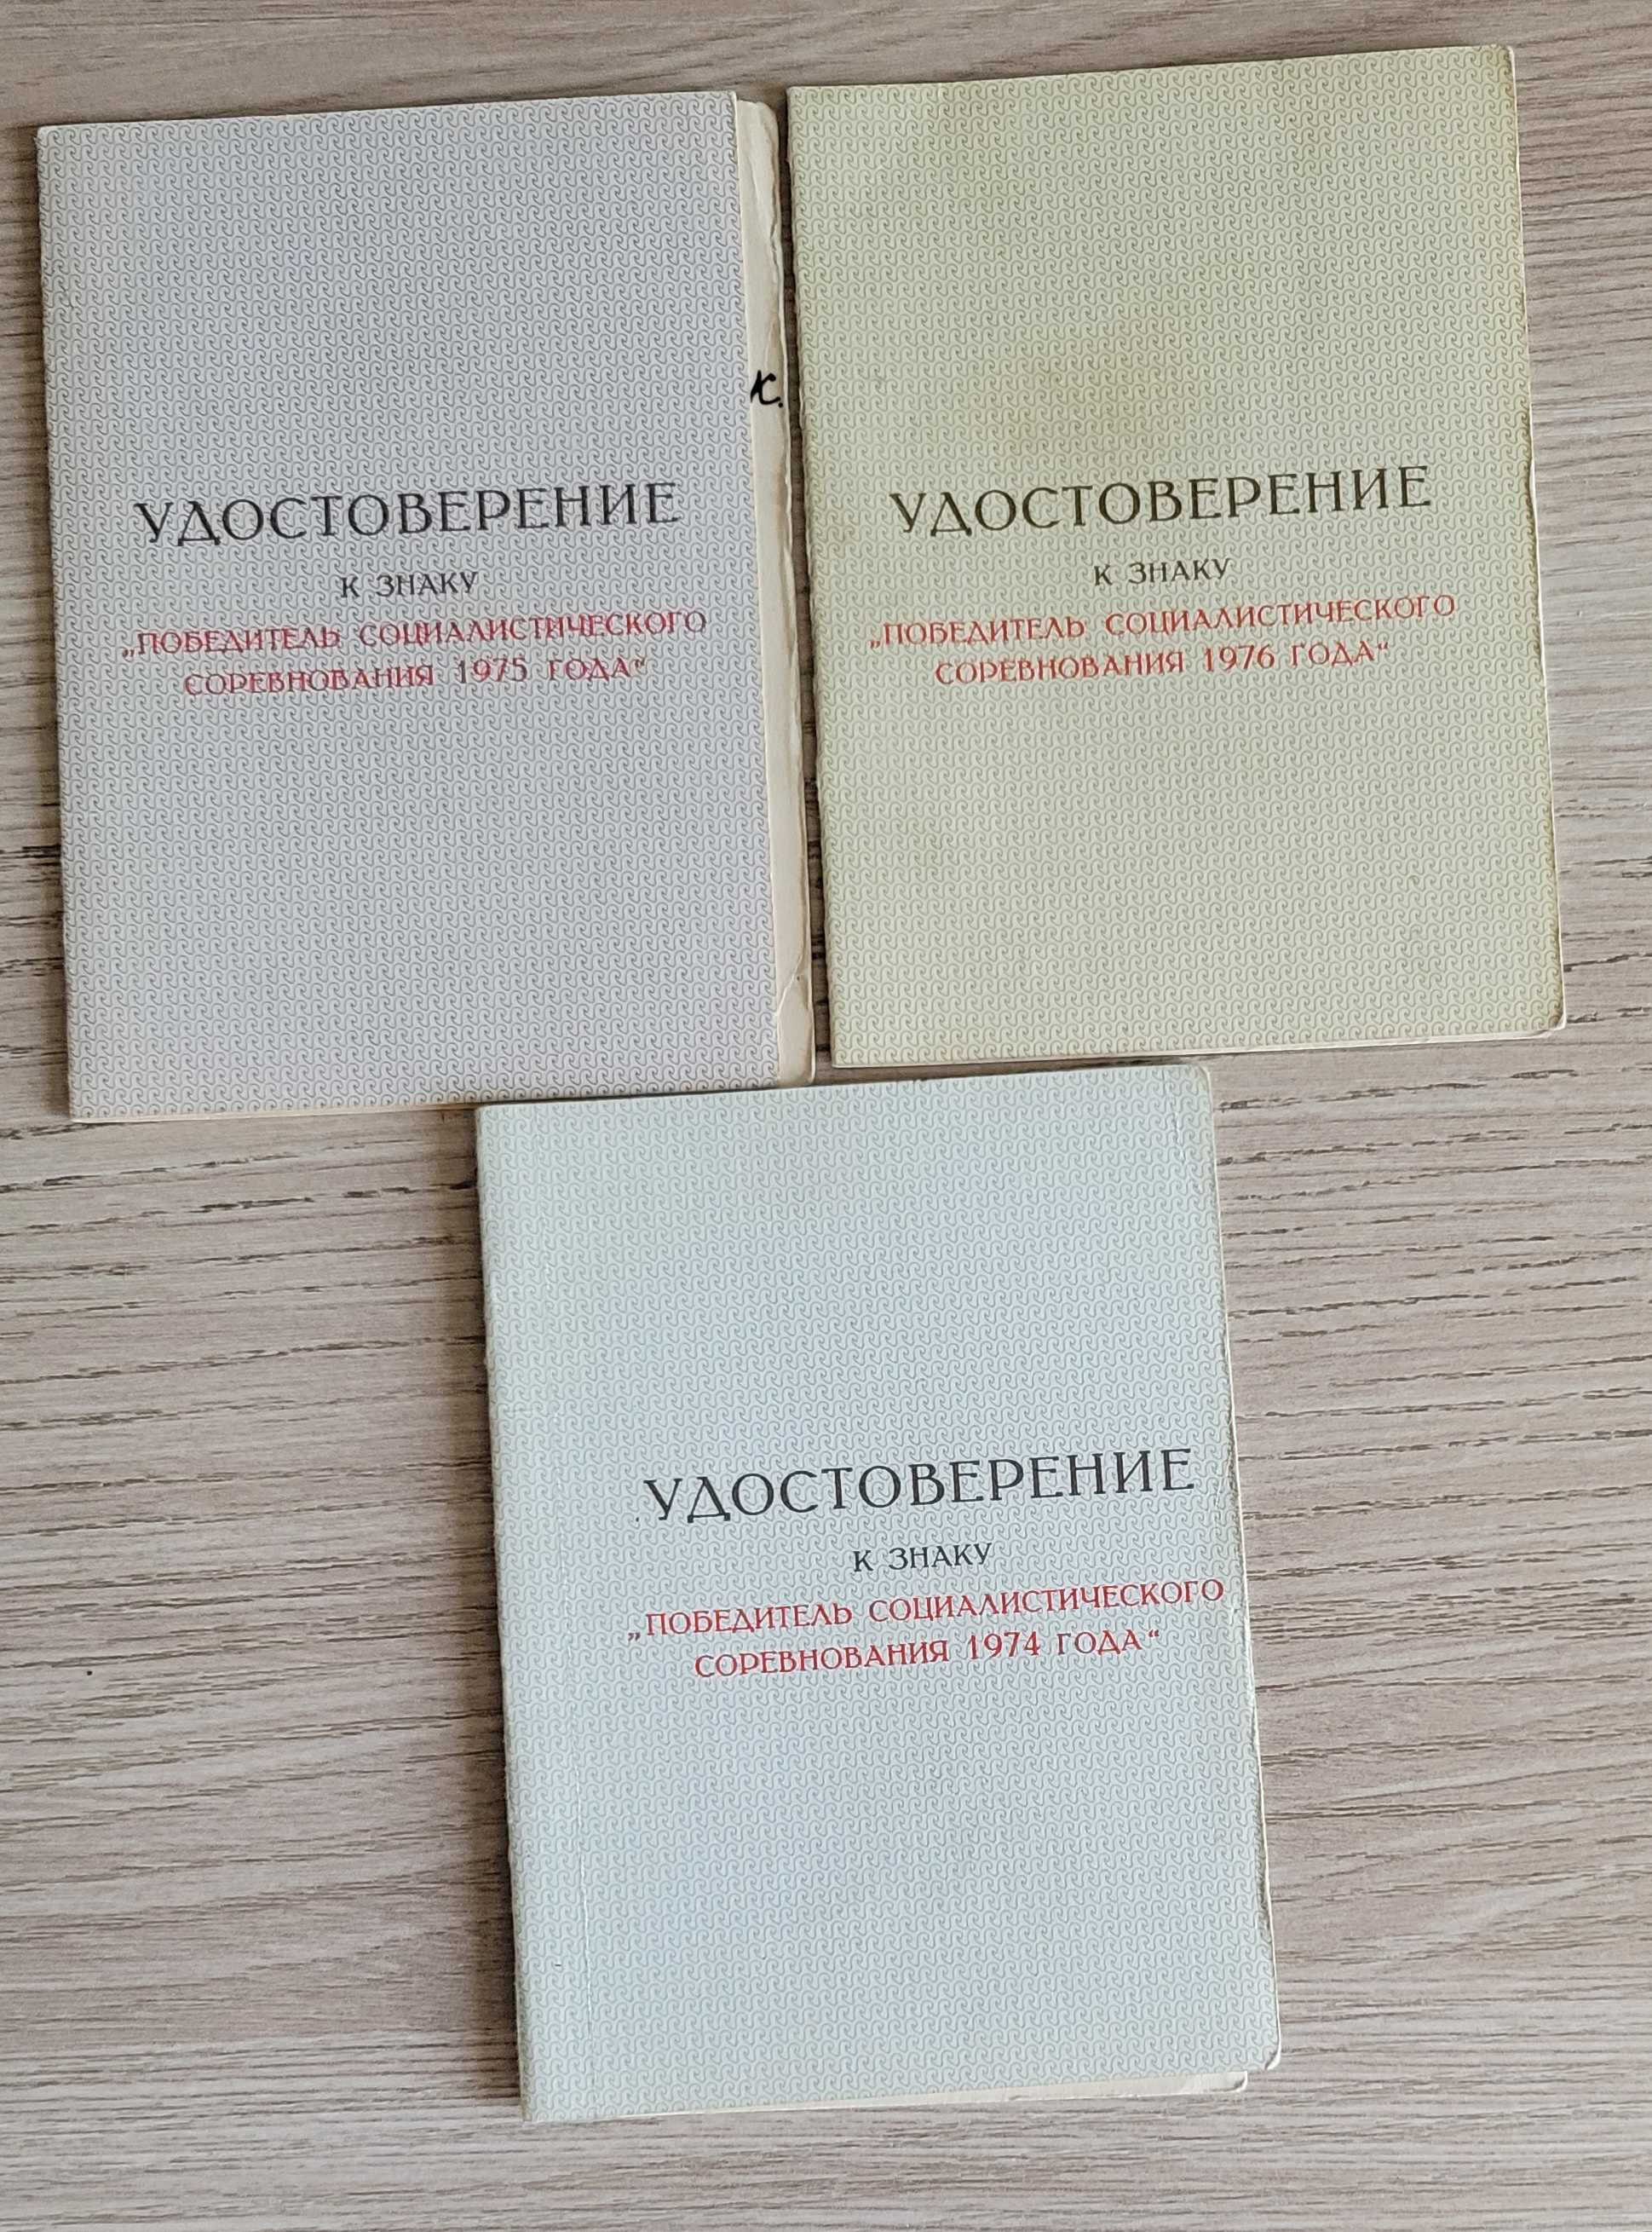 УДОСТОВЕРЕНИЕ
К ЗНАКУ
„ПОБЕДИТЕЛЬ СОЦИАЛИСТИЧЕСКОГО
СОРЕВНОВАНИЯ 1975 ГОДА“
к.
УДОСТОВЕРЕНИЕ
К ЗНАКУ
„ПОБЕДИТЕЛЬ СОЦИАЛИСТИЧЕСКОГО
СОРЕВНОВАНИЯ 1976 ГОДА“
УДОСТОВЕРЕНИЕ
К ЗНАКУ
„ПОБЕДИТЕЛЬ СОЦИАЛИСТИЧЕСКОГО
СОРЕВНОВАНИЯ 1974 ГОДА“